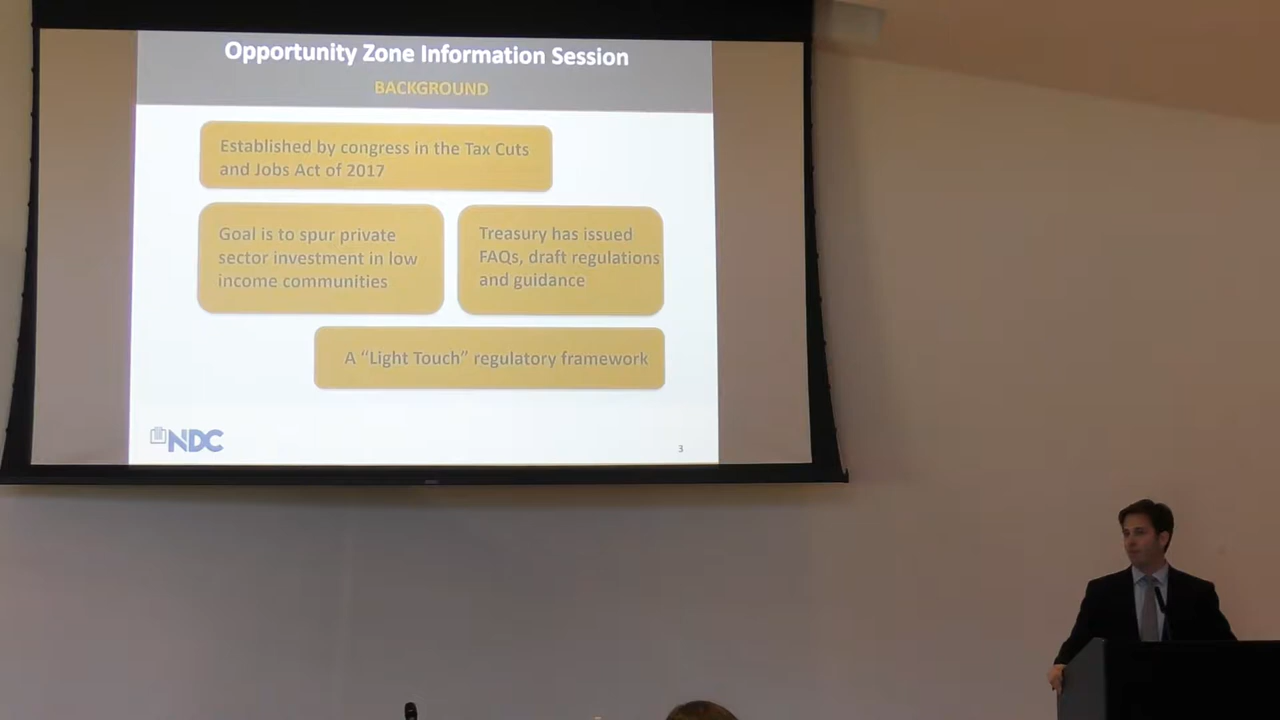 Opportunity Zone Information Session
BACKGROUND
Established by congress in the Tax Cuts
and Jobs Act of 2017
Goal is to spur private
sector investment in low
income communities
Treasury has issued
FAQs, draft regulations
and guidance
A “Light Touch” regulatory framework
NDC
3